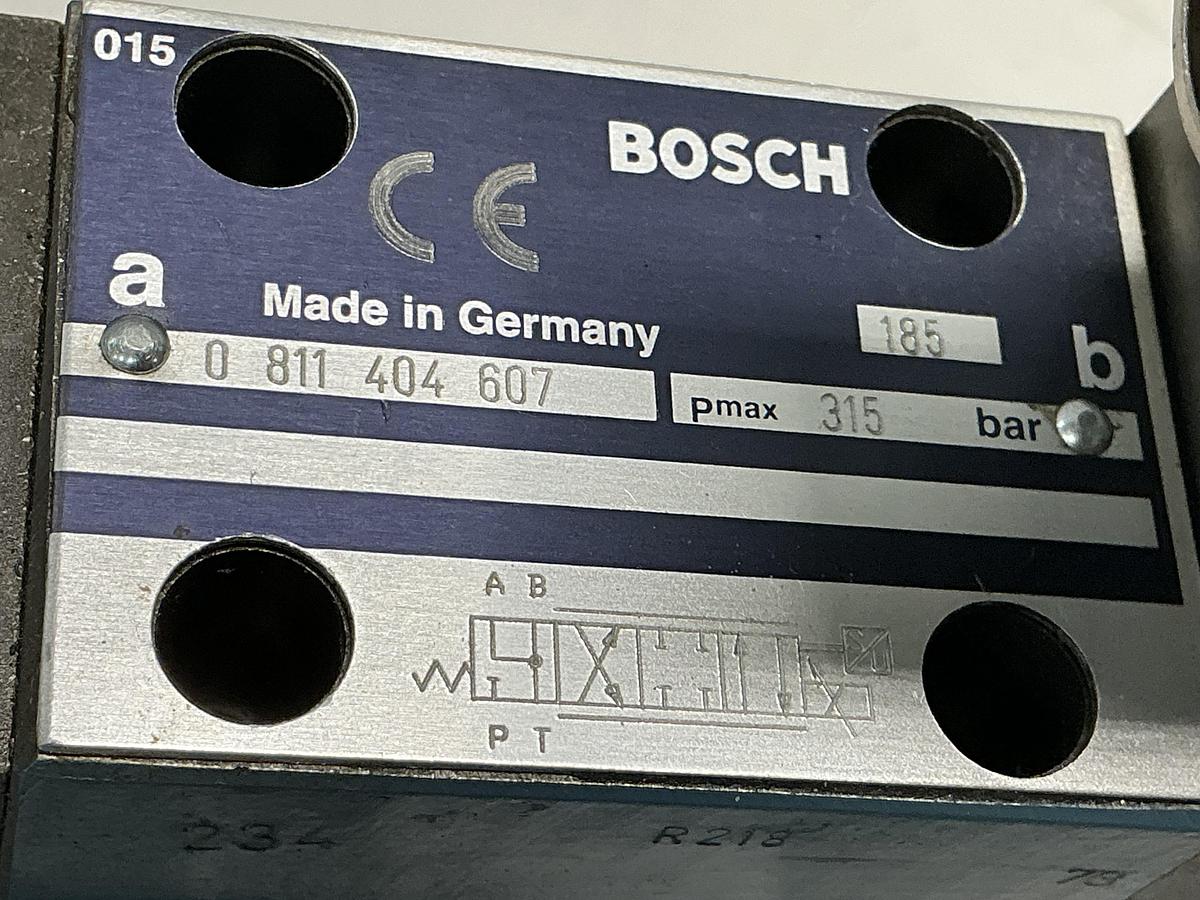 015
BOSCH
CE
a
Made in Germany
185
b
0 811 404 607
pmax 315 bar
A B
S/U
P T
234
R218